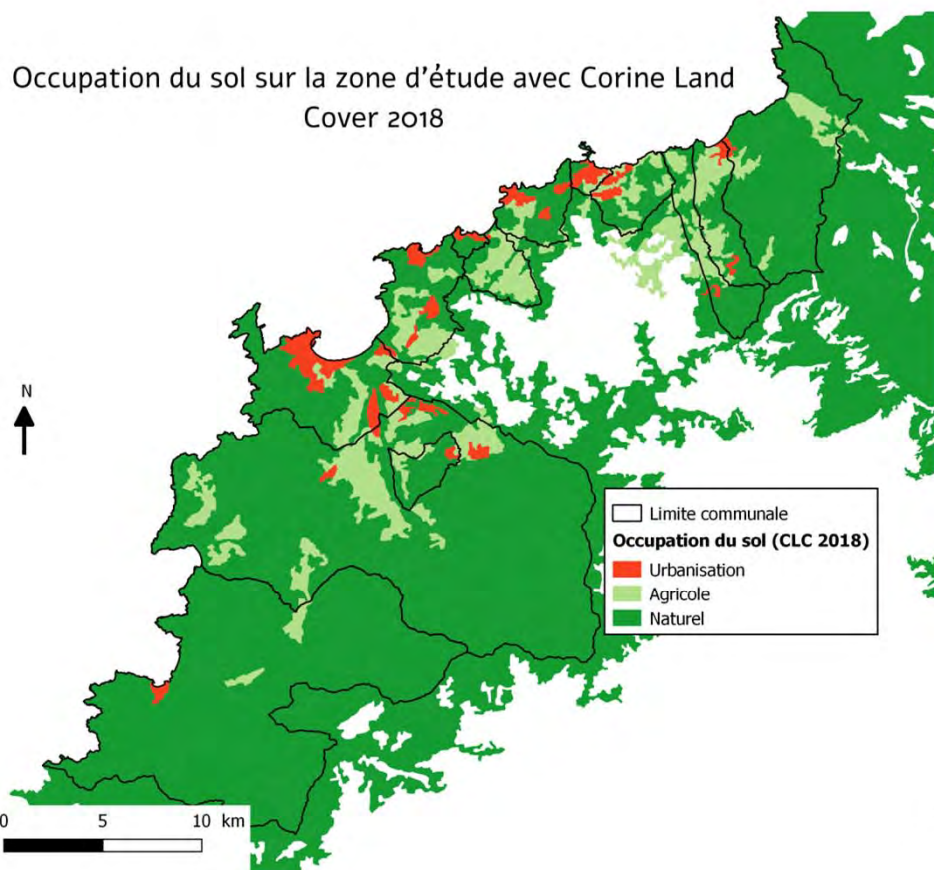 Occupation du sol sur la zone d'étude avec Corine Land
Cover 2018
N
Limite communale
Occupation du sol (CLC 2018)
Urbanisation
Agricole
Naturel
0 5 10 km